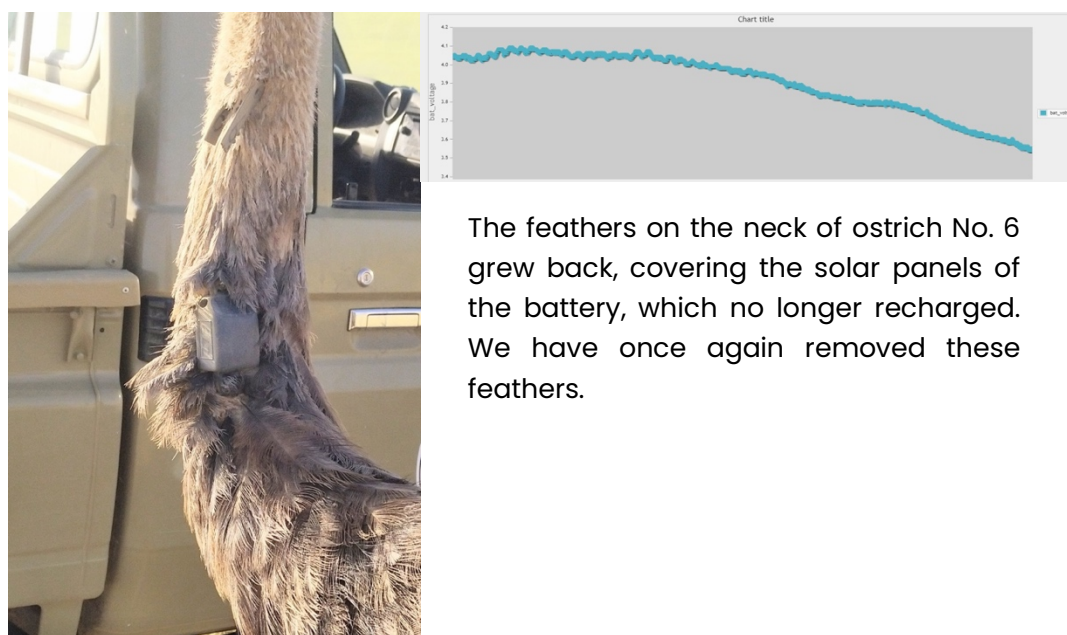 Chart title
4.2
4.1
4.0
3.9
3.8
3.7
3.6
3.5
3.4
bat_voltage
The feathers on the neck of ostrich No. 6
grew back, covering the solar panels of
the battery, which no longer recharged.
We have once again removed these
feathers.